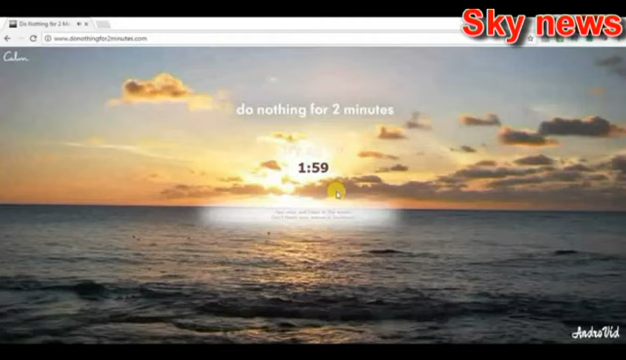 Do Nothing for 2 Mi
Sky news
www.donothingfor2minutes.com
Calm
do nothing for 2 minutes
1:59
AndroVid